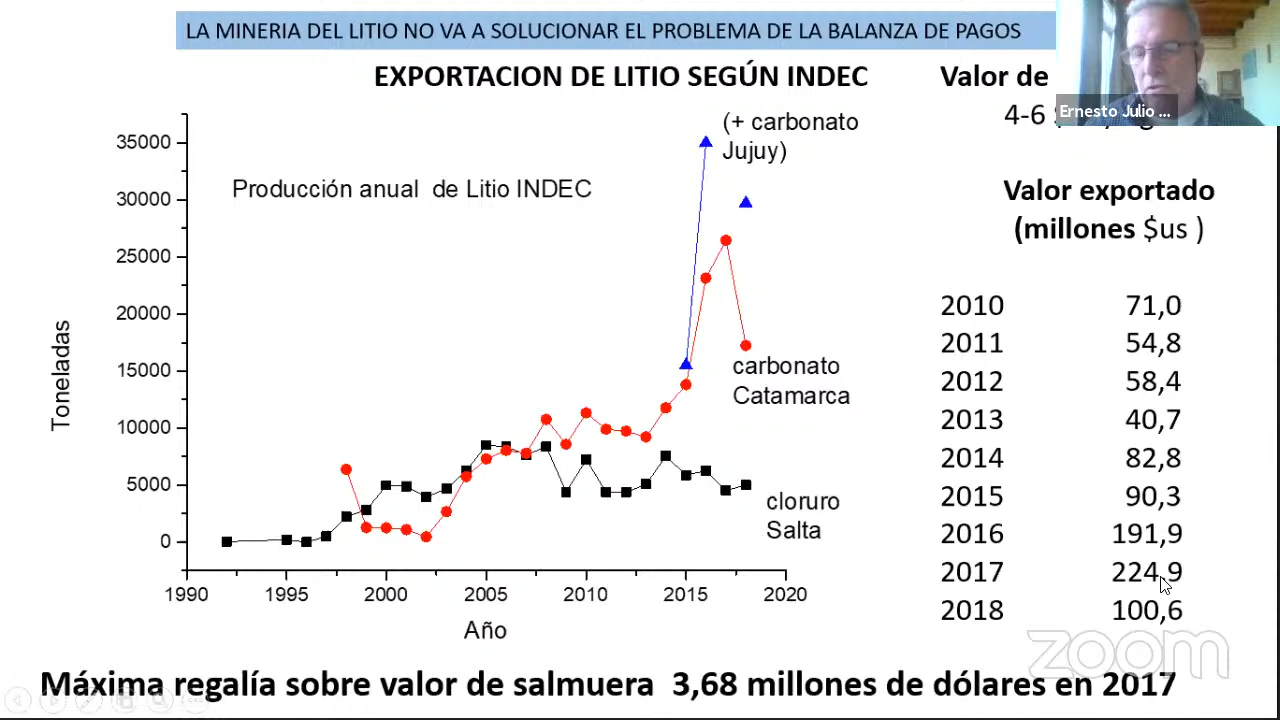 LA MINERIA DEL LITIO NO VA A SOLUCIONAR EL PROBLEMA DE LA BALANZA DE PAGOS
EXPORTACION DE LITIO SEGÚN INDEC
Valor de
4-6
Ernesto Julio ...
(+ carbonato
Jujuy)
Producción anual de Litio INDEC
Valor exportado
(millones $us )
35000
30000
25000
20000
15000
10000
5000
0
Toneladas
carbonato
Catamarca
cloruro
Salta
1990 1995 2000 2005 2010 2015 2020
Año
2010 71,0
2011 54,8
2012 58,4
2013 40,7
2014 82,8
2015 90,3
2016 191,9
2017 224,9
2018 100,6
zoom
Máxima regalía sobre valor de salmuera 3,68 millones de dólares en 2017